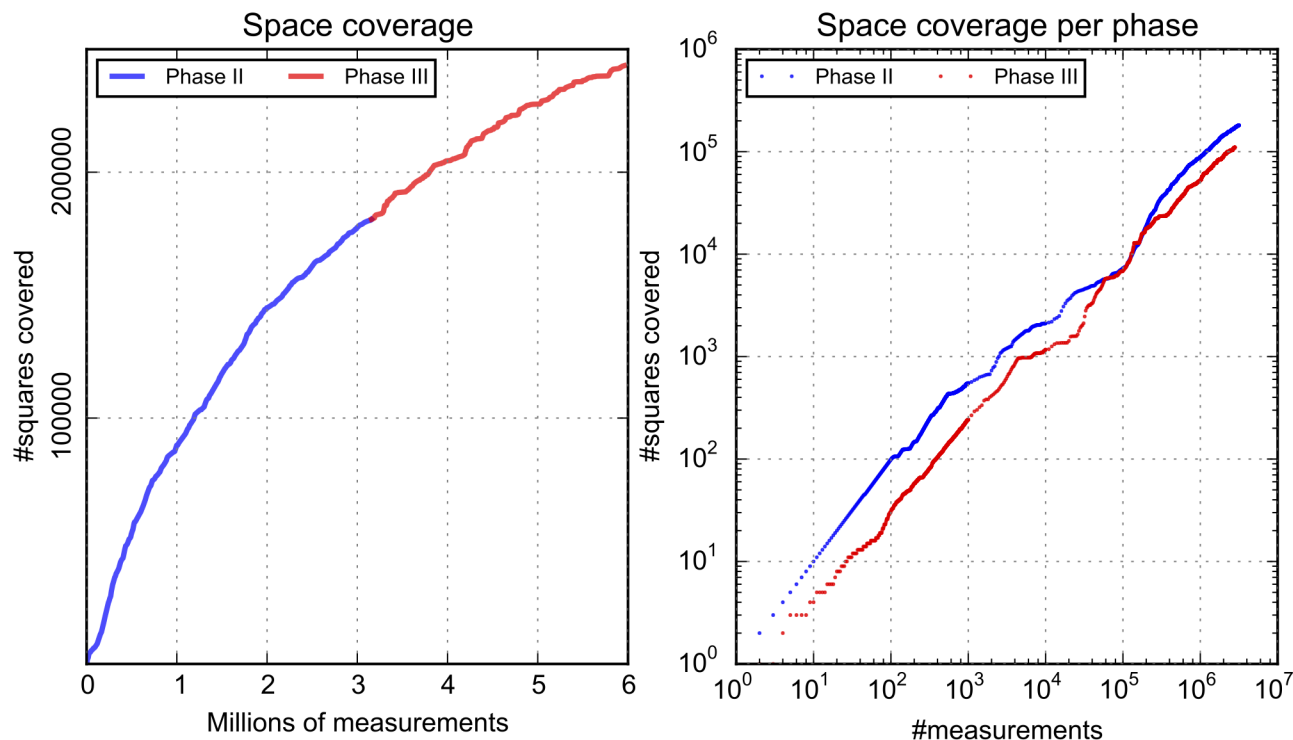 Space coverage
Phase II
Phase III
200000
100000
#squares covered
0 1 2 3 4 5 6
Millions of measurements
Space coverage per phase
Phase II
Phase III
10^6
10^5
10^4
10^3
10^2
10^1
10^0
#squares covered
10^0 10^1 10^2 10^3 10^4 10^5 10^6 10^7
#measurements